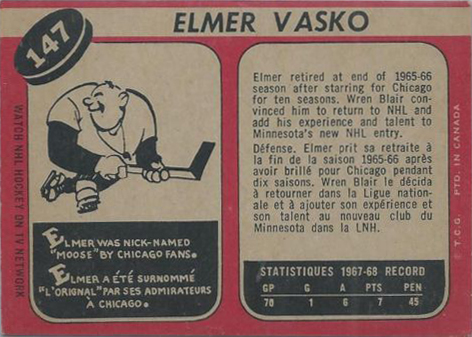 ELMER VASKO
147
WATCH NHL HOCKEY ON TV NETWORK
ELMER WAS NICK-NAMED
"MOOSE" BY CHICAGO FANS.
ELMER A ÉTÉ SURNOMMÉ
"L'ORIGNAL" PAR SES ADMIRATEURS
À CHICAGO.
Elmer retired at end of 1965-66
season after starring for Chicago
for ten seasons. Wren Blair con-
vinced him to return to NHL and
add his experience and talent to
Minnesota's new NHL entry.
Défense. Elmer prit sa retraite à
la fin de la saison 1965-66 après
avoir brillé pour Chicago pendant
dix saisons. Wren Blair le décida
à retourner dans la Ligue nationa-
le et à ajouter son expérience et
son talent au nouveau club du
Minnesota dans la LNH.
STATISTIQUES 1967-68 RECORD
GP G A PTS PEN
70 1 6 7 45
© T.C.G. PTD. IN CANADA